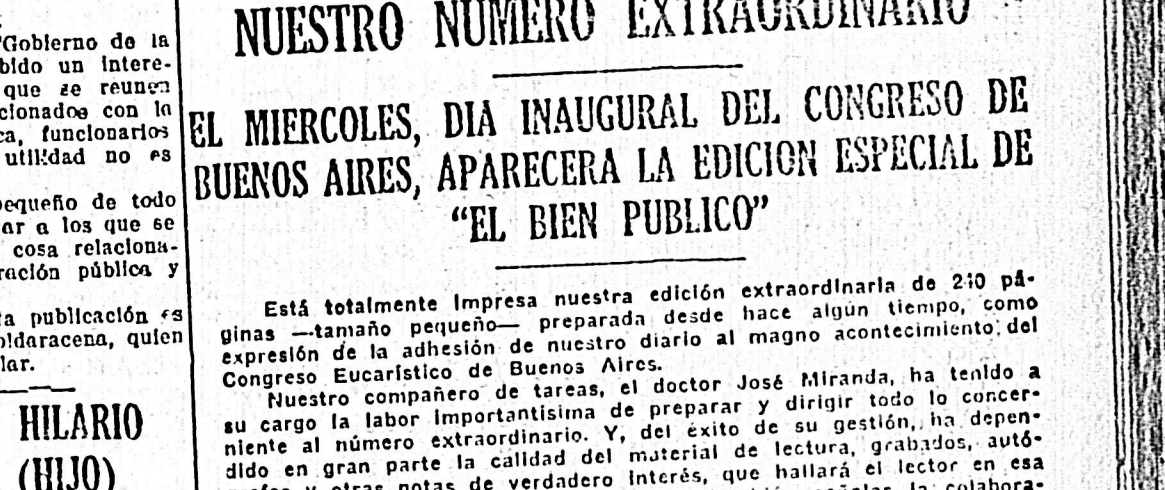 "Gobierno de la
bido un intere-
que se reunen
cionados con la
ca, funcionarios
utilidad no es
pequeño de todo
ar a los que se
cosa relaciona-
ración pública y
ta publicación es
oldaracena, quien
lar.
HILARIO
(HIJO)
NUESTRO NUMERO EXTRAORDINARIO
EL MIERCOLES, DIA INAUGURAL DEL CONGRESO DE
BUENOS AIRES, APARECERA LA EDICION ESPECIAL DE
"EL BIEN PUBLICO"
Está totalmente impresa nuestra edición extraordinaria de pá-
ginas —tamaño pequeño— preparada desde hace algún tiempo, como
expresión de la adhesión de nuestro diario al magno acontecimiento del
Congreso Eucarístico de Buenos Aires.
Nuestro compañero de tareas, el doctor José Miranda, ha tenido a
su cargo la labor importantísima de preparar y dirigir todo lo concer-
niente al número extraordinario. Y, del éxito de su gestión, ha depen-
dido en gran parte la calidad del material de lectura, grabados, autó-
y otras notas de verdadero interés, que hallará el lector en esa
la colabora-